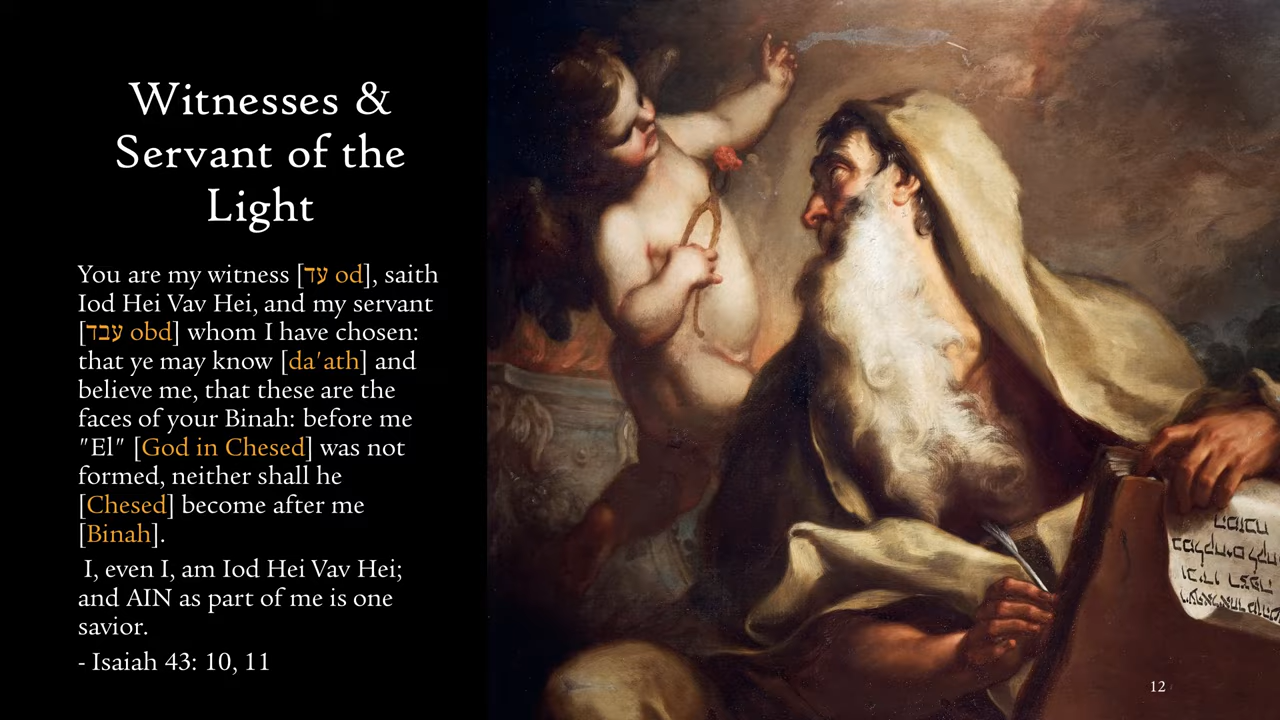 Witnesses &
Servant of the
Light
You are my witness [עד od], saith
Iod Hei Vav Hei, and my servant
[עבד obd] whom I have chosen:
that ye may know [da'ath] and
believe me, that these are the
faces of your Binah: before me
"El" [God in Chesed] was not
formed, neither shall he
[Chesed] become after me
[Binah].
I, even I, am Iod Hei Vav Hei;
and AIN as part of me is one
savior.
- Isaiah 43: 10, 11
12